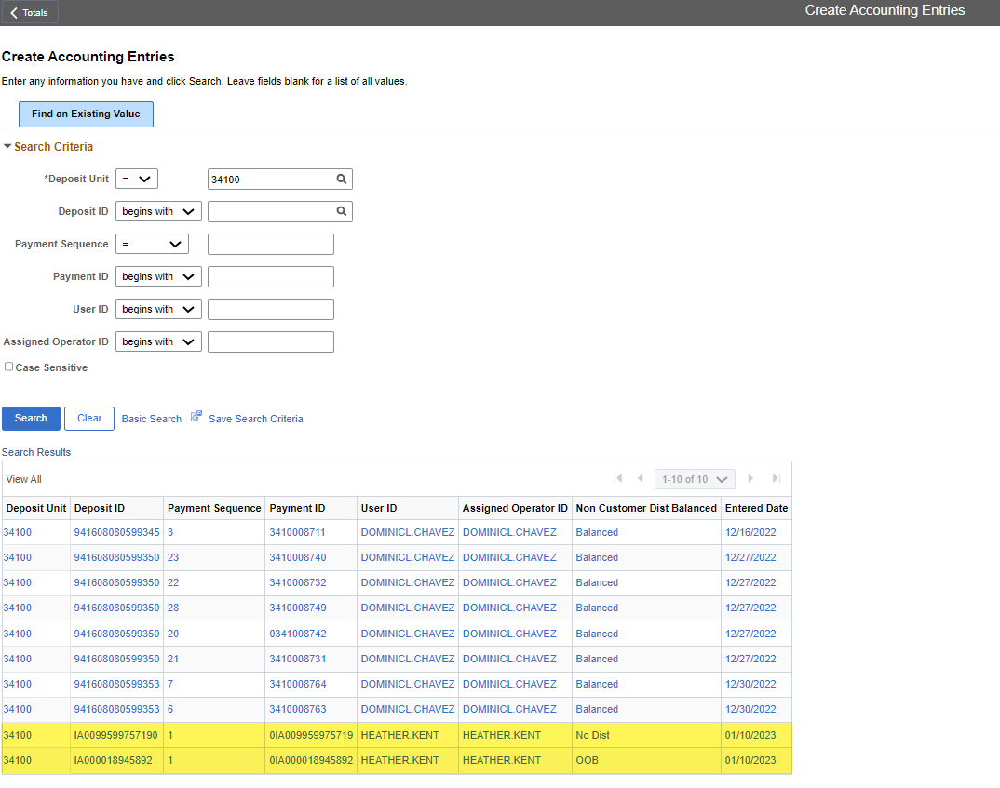 Totals
Create Accounting Entries
Create Accounting Entries
Enter any information you have and click Search. Leave fields blank for a list of all values.
Find an Existing Value
Search Criteria
*Deposit Unit = 34100
Deposit ID begins with
Payment Sequence =
Payment ID begins with
User ID begins with
Assigned Operator ID begins with
Case Sensitive
Search Clear Basic Search Save Search Criteria
Search Results
View All 1-10 of 10
Deposit Unit Deposit ID Payment Sequence Payment ID User ID Assigned Operator ID Non Customer Dist Balanced Entered Date
34100 941608080599345 3 3410008711 DOMINICL.CHAVEZ DOMINICL.CHAVEZ Balanced 12/16/2022
34100 941608080599350 23 3410008740 DOMINICL.CHAVEZ DOMINICL.CHAVEZ Balanced 12/27/2022
34100 941608080599350 22 3410008732 DOMINICL.CHAVEZ DOMINICL.CHAVEZ Balanced 12/27/2022
34100 941608080599350 28 3410008749 DOMINICL.CHAVEZ DOMINICL.CHAVEZ Balanced 12/27/2022
34100 941608080599350 20 0341008742 DOMINICL.CHAVEZ DOMINICL.CHAVEZ Balanced 12/27/2022
34100 941608080599350 21 3410008731 DOMINICL.CHAVEZ DOMINICL.CHAVEZ Balanced 12/27/2022
34100 941608080599353 7 3410008764 DOMINICL.CHAVEZ DOMINICL.CHAVEZ Balanced 12/30/2022
34100 941608080599353 6 3410008763 DOMINICL.CHAVEZ DOMINICL.CHAVEZ Balanced 12/30/2022
34100 IA0099599757190 1 0IA009959975719 HEATHER.KENT HEATHER.KENT No Dist 01/10/2023
34100 IA000018945892 1 0IA000018945892 HEATHER.KENT HEATHER.KENT OOB 01/10/2023